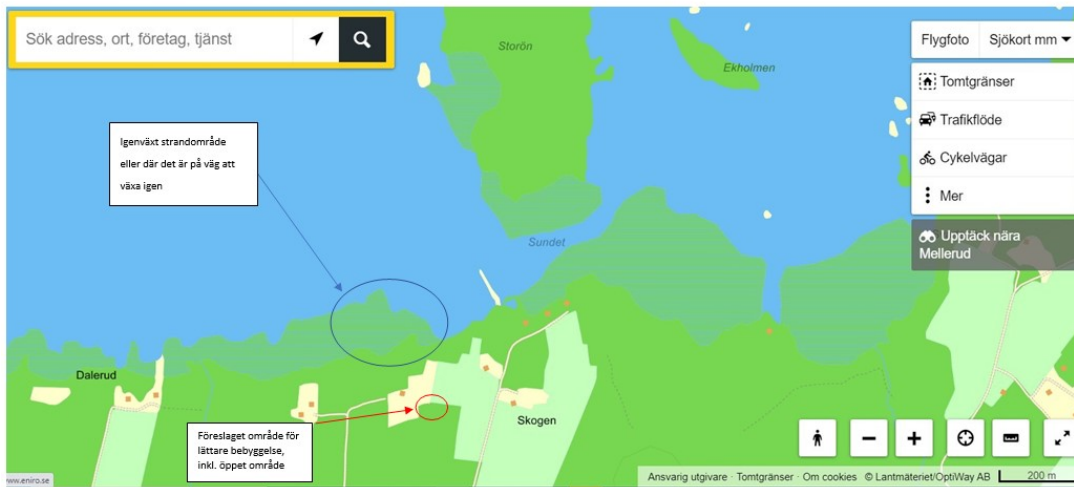 Sök adress, ort, företag, tjänst
Storön
Ekholmen
Flygfoto Sjökort mm
Tomtgränser
Trafikflöde
Cykelvägar
Mer
Upptäck nära
Mellerud
Igenväxt strandområde
eller där det är på väg att
växa igen
Sundet
Dalerud
Skogen
Föreslaget område för
lättare bebyggelse,
inkl. öppet område
www.eniro.se
Ansvarig utgivare · Tomtgränser · Om cookies © Lantmäteriet/OptiWay AB 200 m